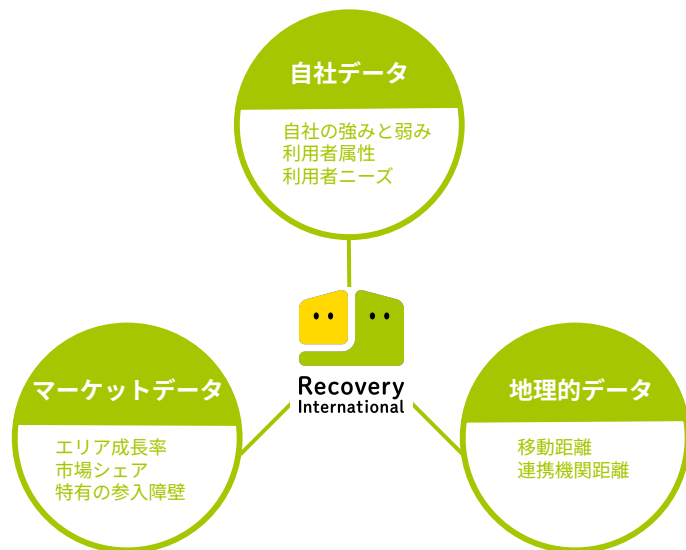 自社データ
自社の強みと弱み
利用者属性
利用者ニーズ
Recovery
International
マーケットデータ
エリア成長率
市場シェア
特有の参入障壁
地理的データ
移動距離
連携機関距離